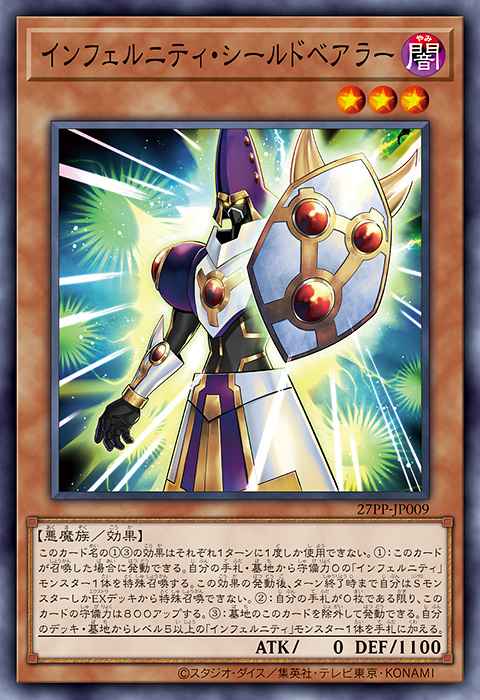 インフェルニティ・シールドベアラー
闇
やみ
27PP-JP009
【悪魔族/効果】
このカード名の①③の効果はそれぞれ1ターンに1度しか使用できない。①:このカード
が召喚した場合に発動できる。自分の手札・墓地から守備力0の「インフェルニティ」
モンスター1体を特殊召喚する。この効果の発動後、ターン終了時まで自分はSモン
スターしかEXデッキから特殊召喚できない。②:自分の手札が0枚である限り、この
カードの守備力は800アップする。③:墓地のこのカードを除外して発動できる。自分
のデッキ・墓地からレベル5以上の「インフェルニティ」モンスター1体を手札に加える。
ATK/ 0 DEF/1100
©スタジオ・ダイス/集英社・テレビ東京・KONAMI